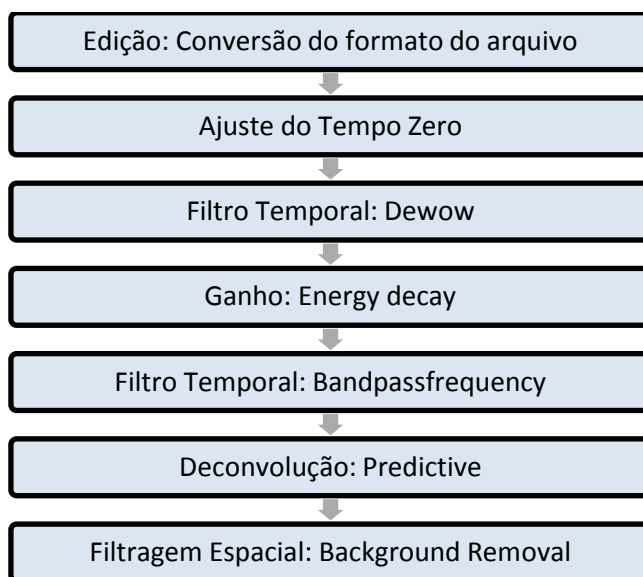 Edição: Conversão do formato do arquivo
Ajuste do Tempo Zero
Filtro Temporal: Dewow
Ganho: Energy decay
Filtro Temporal: Bandpassfrequency
Deconvolução: Predictive
Filtragem Espacial: Background Removal